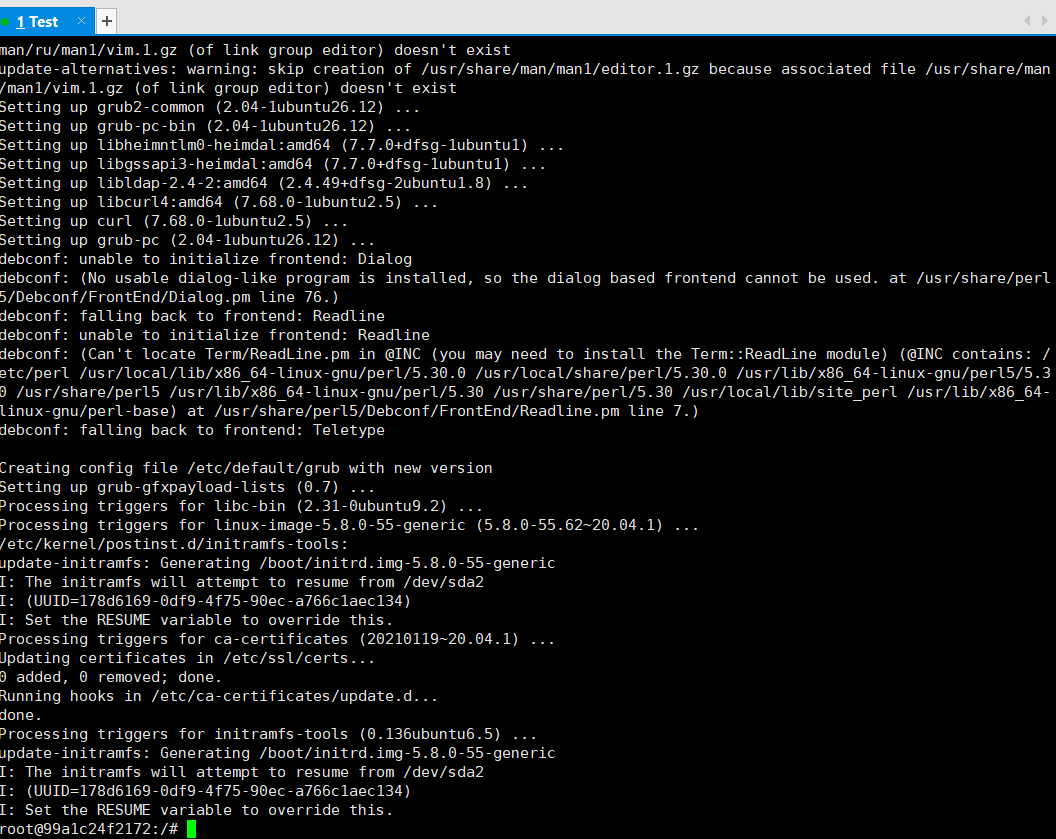 1 Test
man/ru/man1/vim.1.gz (of link group editor) doesn't exist
update-alternatives: warning: skip creation of /usr/share/man/man1/editor.1.gz because associated file /usr/share/man
/man1/vim.1.gz (of link group editor) doesn't exist
Setting up grub2-common (2.04-1ubuntu26.12) ...
Setting up grub-pc-bin (2.04-1ubuntu26.12) ...
Setting up libheimntlm0-heimdal:amd64 (7.7.0+dfsg-1ubuntu1) ...
Setting up libgssapi3-heimdal:amd64 (7.7.0+dfsg-1ubuntu1) ...
Setting up libldap-2.4-2:amd64 (2.4.49+dfsg-2ubuntu1.8) ...
Setting up libcurl4:amd64 (7.68.0-1ubuntu2.5) ...
Setting up curl (7.68.0-1ubuntu2.5) ...
Setting up grub-pc (2.04-1ubuntu26.12) ...
debconf: unable to initialize frontend: Dialog
debconf: (No usable dialog-like program is installed, so the dialog based frontend cannot be used. at /usr/share/perl
5/Debconf/FrontEnd/Dialog.pm line 76.)
debconf: falling back to frontend: Readline
debconf: unable to initialize frontend: Readline
debconf: (Can't locate Term/ReadLine.pm in @INC (you may need to install the Term::ReadLine module) (@INC contains: /
etc/perl /usr/local/lib/x86_64-linux-gnu/perl/5.30.0 /usr/local/share/perl/5.30.0 /usr/lib/x86_64-linux-gnu/perl5/5.3
0 /usr/share/perl5 /usr/lib/x86_64-linux-gnu/perl/5.30 /usr/share/perl/5.30 /usr/local/lib/site_perl /usr/lib/x86_64-
linux-gnu/perl-base) at /usr/share/perl5/Debconf/FrontEnd/Readline.pm line 7.)
debconf: falling back to frontend: Teletype
Creating config file /etc/default/grub with new version
Setting up grub-gfxpayload-lists (0.7) ...
Processing triggers for libc-bin (2.31-0ubuntu9.2) ...
Processing triggers for linux-image-5.8.0-55-generic (5.8.0-55.62~20.04.1) ...
/etc/kernel/postinst.d/initramfs-tools:
update-initramfs: Generating /boot/initrd.img-5.8.0-55-generic
I: The initramfs will attempt to resume from /dev/sda2
I: (UUID=178d6169-0df9-4f75-90ec-a766c1aec134)
I: Set the RESUME variable to override this.
Processing triggers for ca-certificates (20210119~20.04.1) ...
Updating certificates in /etc/ssl/certs...
0 added, 0 removed; done.
Running hooks in /etc/ca-certificates/update.d...
done.
Processing triggers for initramfs-tools (0.136ubuntu6.5) ...
update-initramfs: Generating /boot/initrd.img-5.8.0-55-generic
I: The initramfs will attempt to resume from /dev/sda2
I: (UUID=178d6169-0df9-4f75-90ec-a766c1aec134)
I: Set the RESUME variable to override this.
root@99a1c24f2172:/#